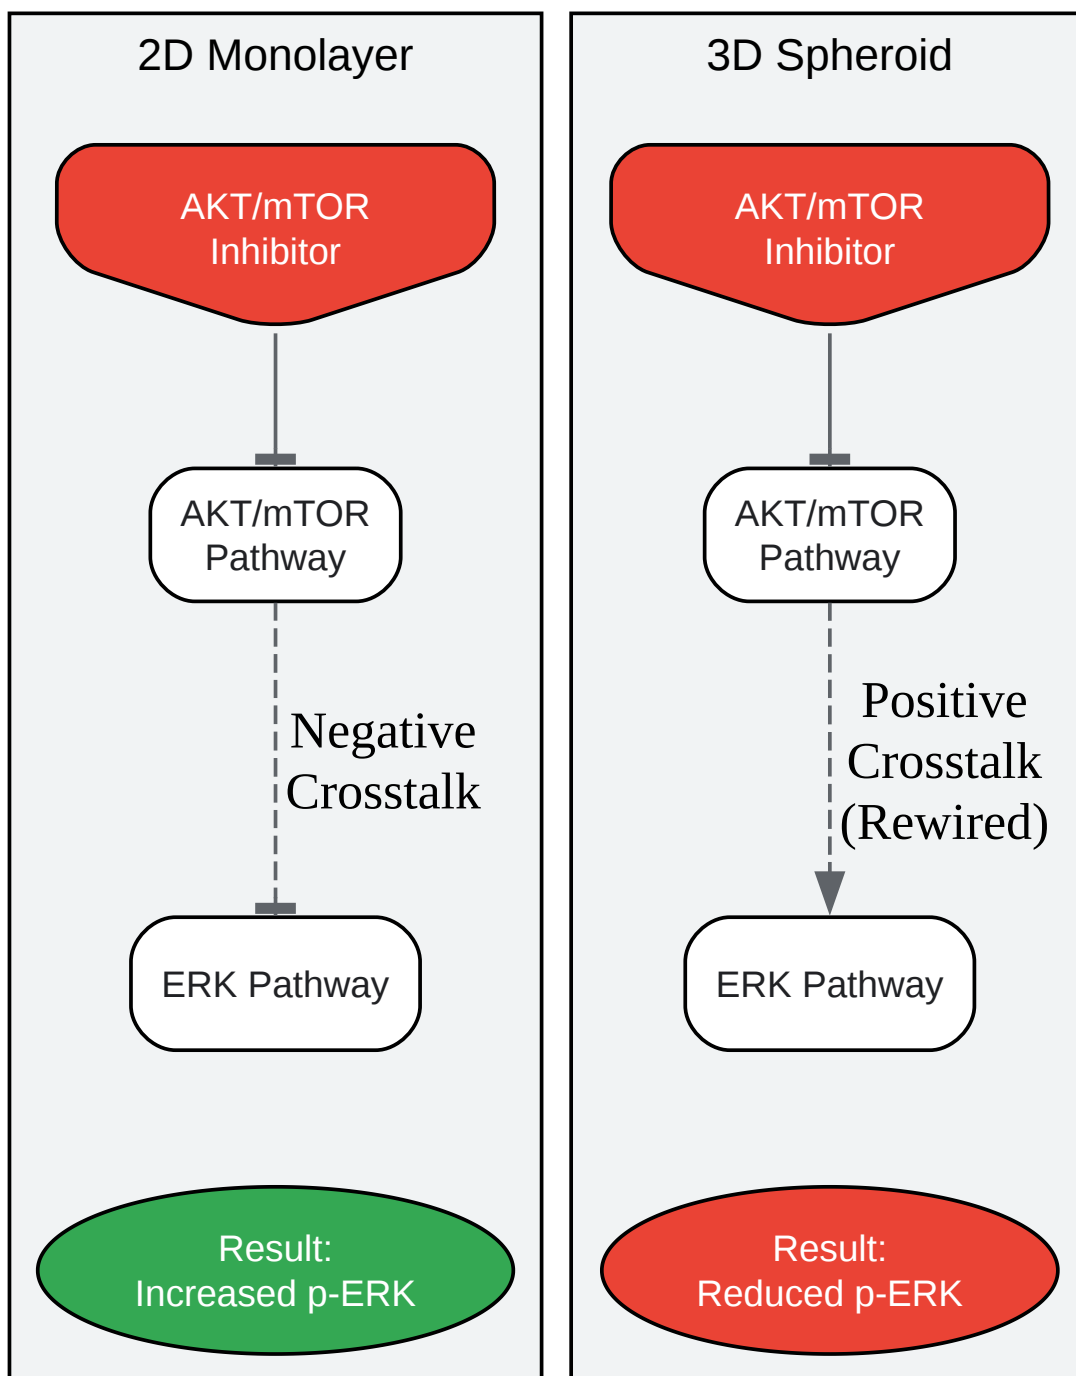 2D Monolayer
AKT/mTOR
Inhibitor
AKT/mTOR
Pathway
Negative
Crosstalk
ERK Pathway
Result:
Increased p-ERK
3D Spheroid
AKT/mTOR
Inhibitor
AKT/mTOR
Pathway
Positive
Crosstalk
(Rewired)
ERK Pathway
Result:
Reduced p-ERK